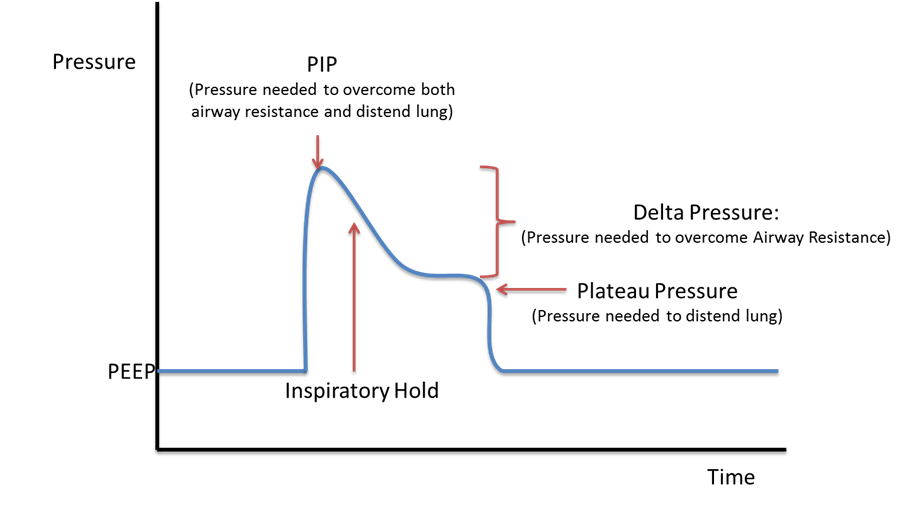 Pressure
PIP
(Pressure needed to overcome both
airway resistance and distend lung)
Delta Pressure:
(Pressure needed to overcome Airway Resistance)
Plateau Pressure
(Pressure needed to distend lung)
PEEP
Inspiratory Hold
Time